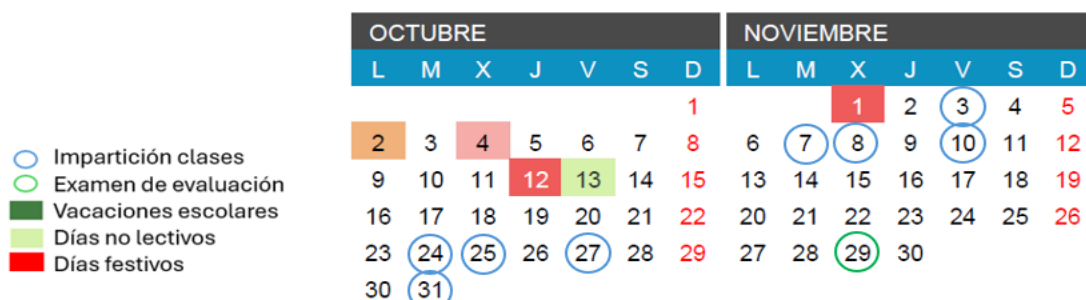 OCTUBRE NOVIEMBRE
L M X J V S D L M X J V S D
1 1 2 3 4 5
2 3 4 5 6 7 8 6 7 8 9 10 11 12
9 10 11 12 13 14 15 13 14 15 16 17 18 19
16 17 18 19 20 21 22 20 21 22 23 24 25 26
23 24 25 26 27 28 29 27 28 29 30
30 31
Impartición clases
Examen de evaluación
Vacaciones escolares
Días no lectivos
Días festivos